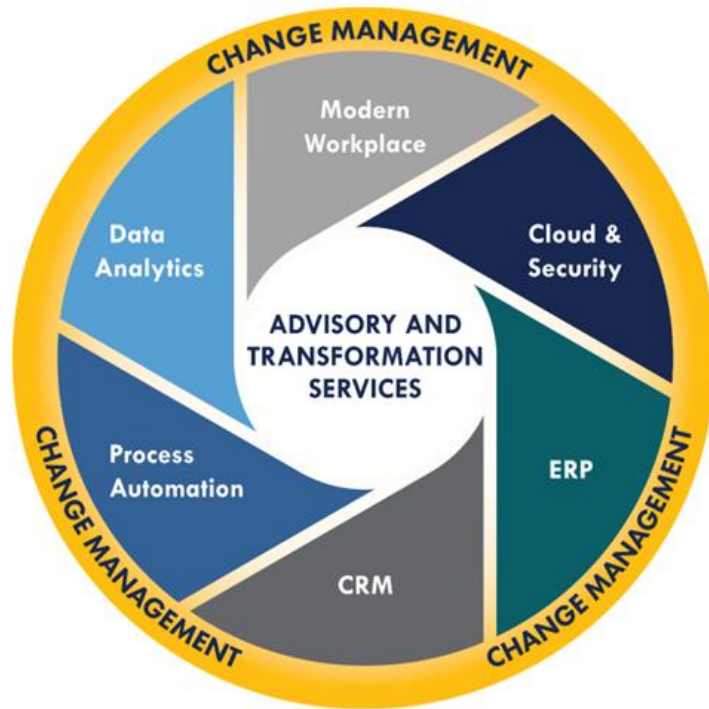 CHANGE MANAGEMENT
Modern
Workplace
Cloud &
Security
Data
Analytics
ADVISORY AND
TRANSFORMATION
SERVICES
Process
Automation
ERP
CRM
CHANGE MANAGEMENT
CHANGE MANAGEMENT